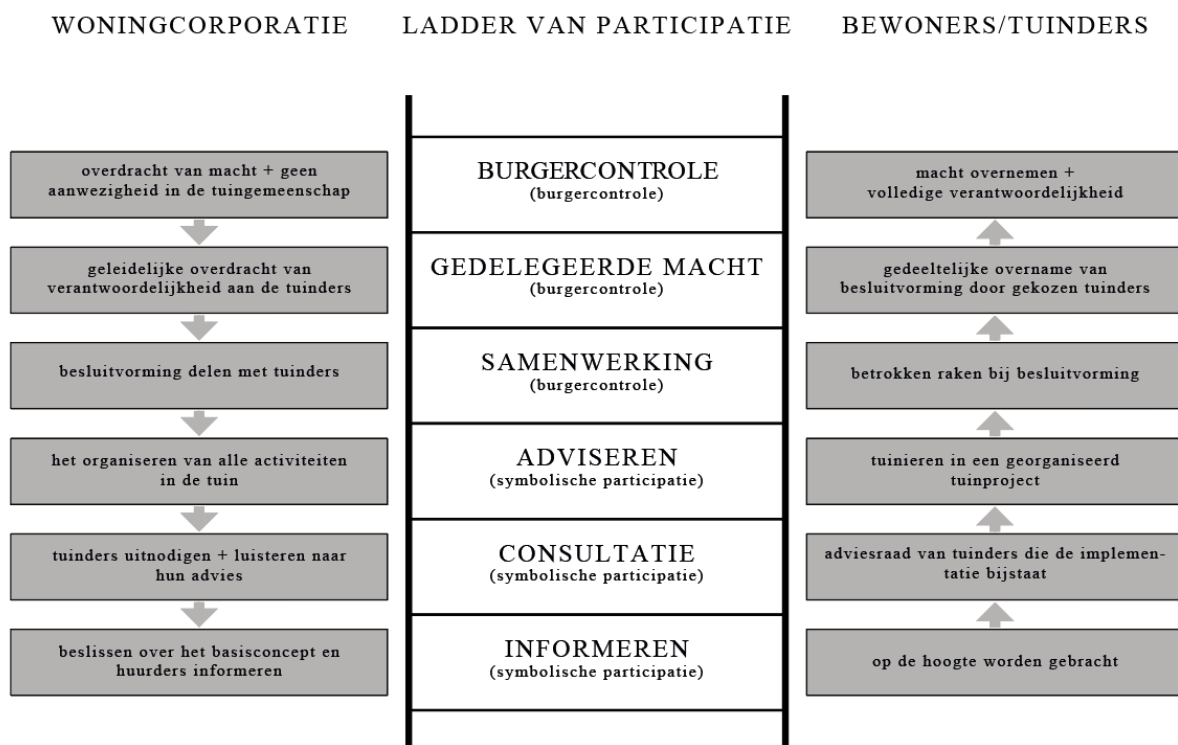 WONINGCORPORATIE
LADDER VAN PARTICIPATIE
BEWONERS/TUINDERS
overdracht van macht + geen
aanwezigheid in de tuingemeenschap
BURGERCONTROLE
(burgercontrole)
macht overnemen +
volledige verantwoordelijkheid
geleidelijke overdracht van
verantwoordelijkheid aan de tuinders
GEDELEGEERDE MACHT
(burgercontrole)
gedeeltelijke overname van
besluitvorming door gekozen tuinders
besluitvorming delen met tuinders
SAMENWERKING
(burgercontrole)
betrokken raken bij besluitvorming
het organiseren van alle activiteiten
in de tuin
ADVISEREN
(symbolische participatie)
tuinieren in een georganiseerd
tuinproject
tuinders uitnodigen + luisteren naar
hun advies
CONSULTATIE
(symbolische participatie)
adviesraad van tuinders die de implemen-
tatie bijstaat
beslissen over het basisconcept en
huurders informeren
INFORMEREN
(symbolische participatie)
op de hoogte worden gebracht